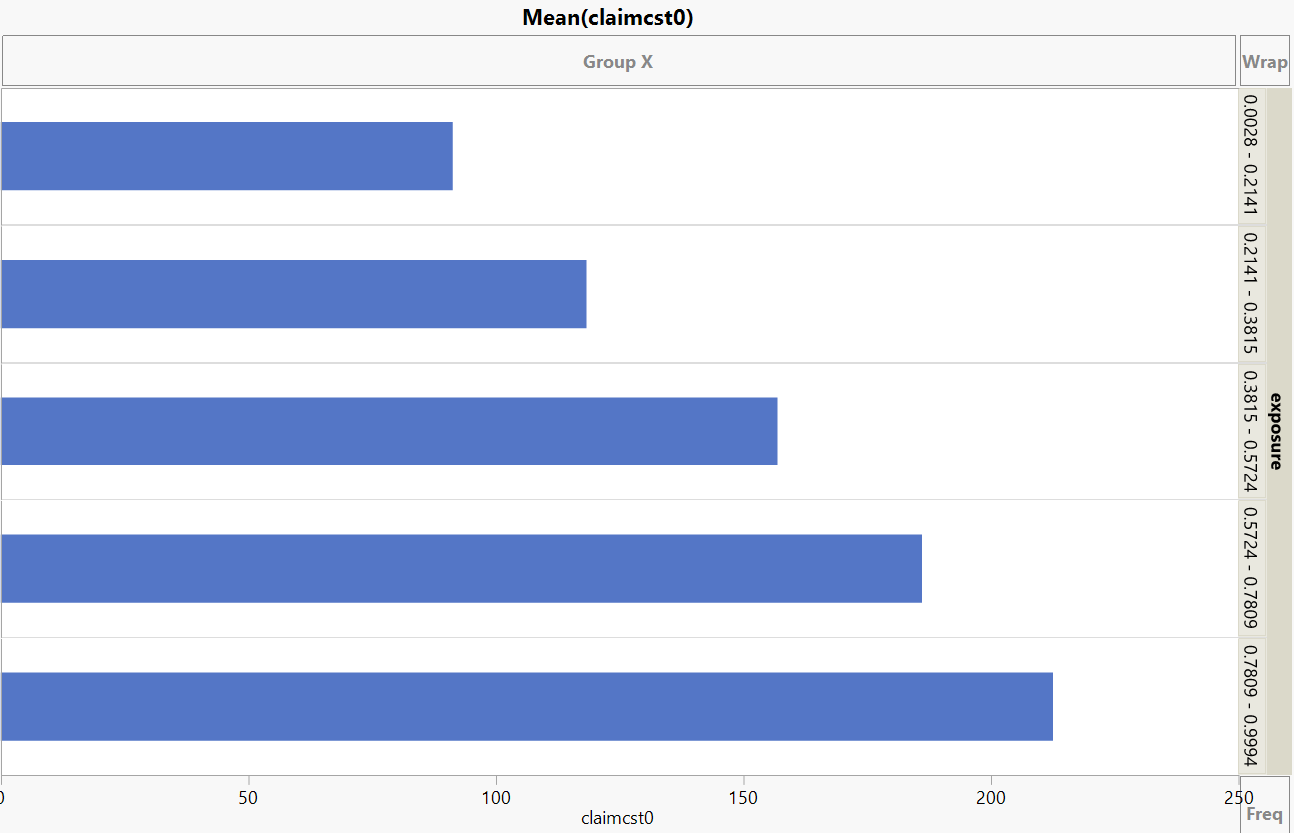 Mean(claimcst0)
Group X
Wrap
0.0028 - 0.2141
0.2141 - 0.3815
0.3815 - 0.5724
0.5724 - 0.7809
0.7809 - 0.9994
exposure
0
50
100
150
200
250
claimcst0
Freq